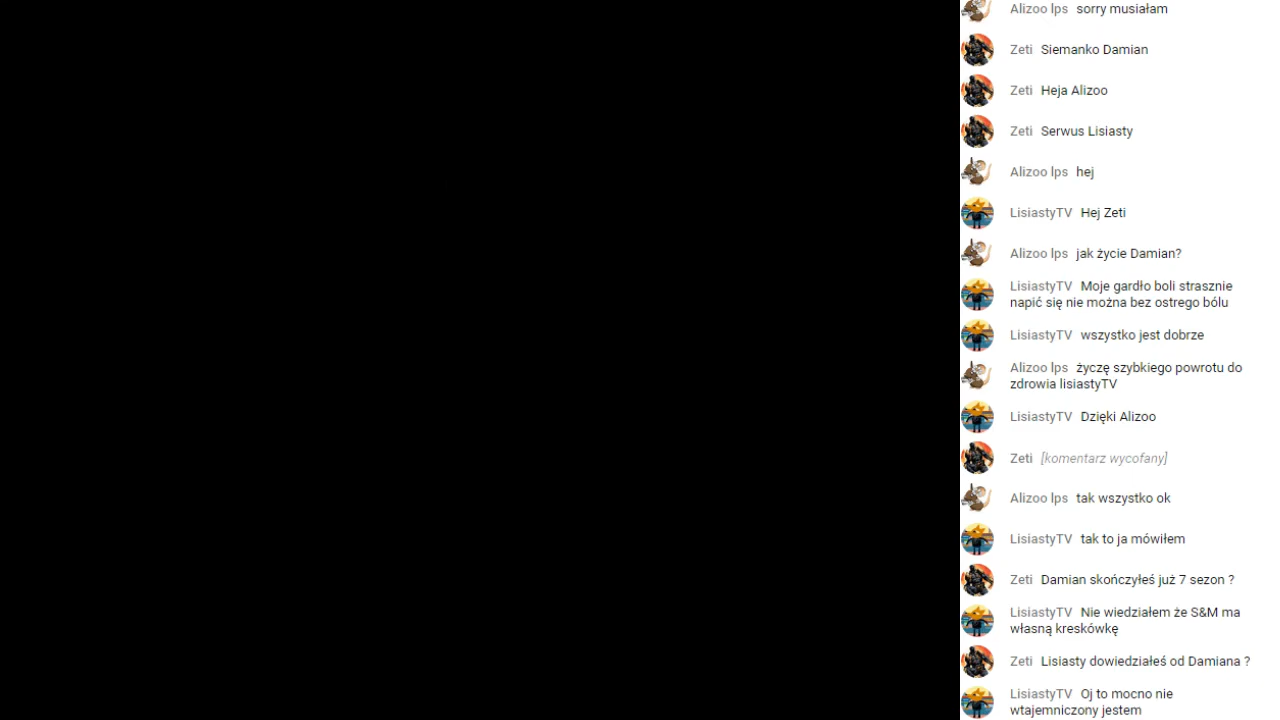 Alizoo lps sorry musiałam
Zeti Siemanko Damian
Zeti Heja Alizoo
Zeti Serwus Lisiasty
Alizoo lps hej
LisiastyTV Hej Zeti
Alizoo lps jak życie Damian?
LisiastyTV Moje gardło boli strasznie
napić się nie można bez ostrego bólu
LisiastyTV wszystko jest dobrze
Alizoo lps życzę szybkiego powrotu do
zdrowia lisiastyTV
LisiastyTV Dzięki Alizoo
Zeti [komentarz wycofany]
Alizoo lps tak wszystko ok
LisiastyTV tak to ja mówiłem
Zeti Damian skończyłeś już 7 sezon ?
LisiastyTV Nie wiedziałem że S&M ma
własną kreskówkę
Zeti Lisiasty dowiedziałeś od Damiana ?
LisiastyTV Oj to mocno nie
wtajemniczony jestem